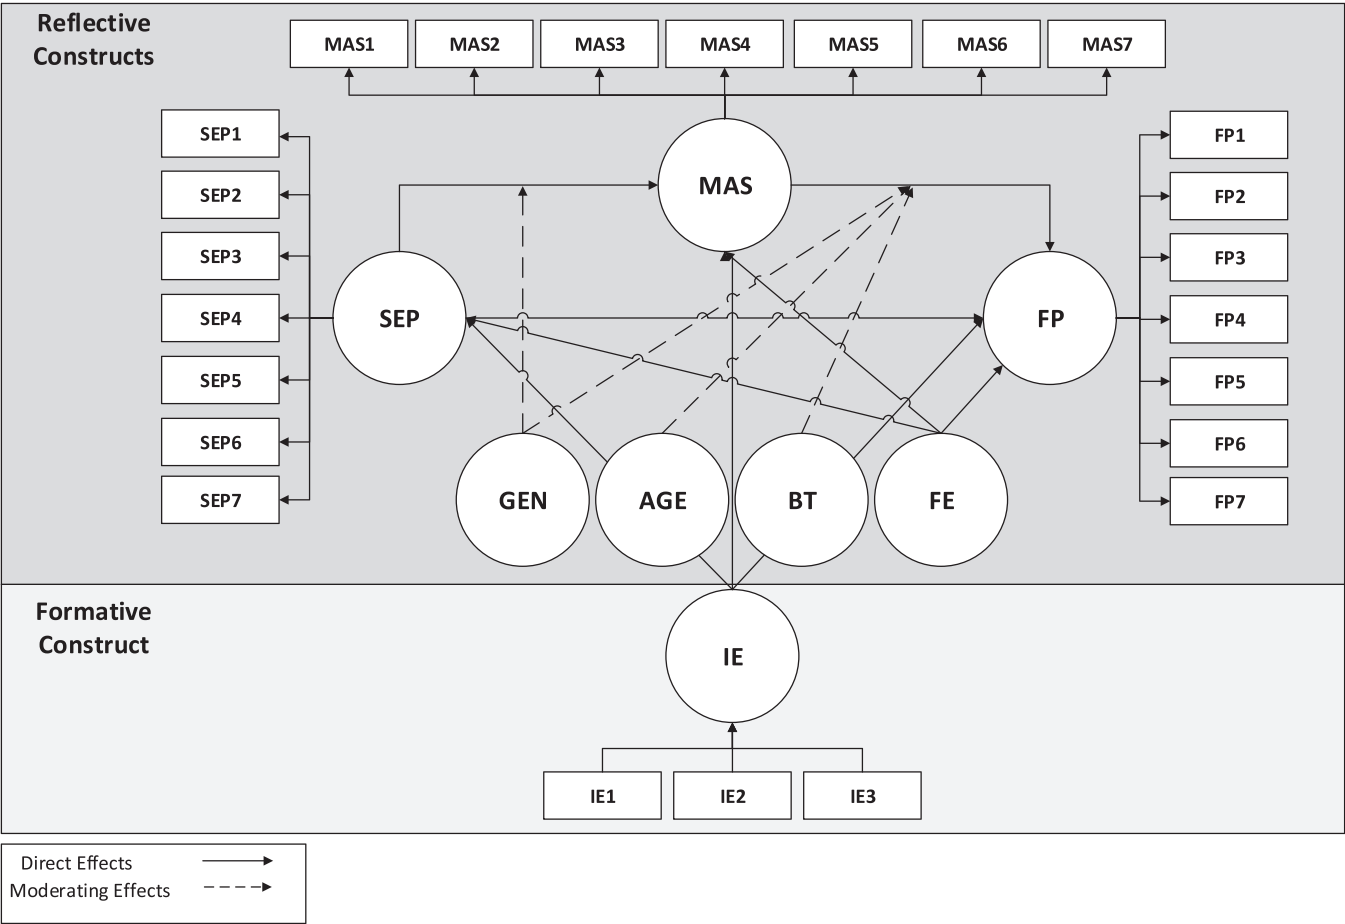 Reflective
Constructs
MAS1 MAS2 MAS3 MAS4 MAS5 MAS6 MAS7
SEP1
SEP2
SEP3
SEP4
SEP5
SEP6
SEP7
MAS
SEP
FP
FP1
FP2
FP3
FP4
FP5
FP6
FP7
GEN AGE BT FE
Formative
Construct
IE
IE1 IE2 IE3
Direct Effects
Moderating Effects